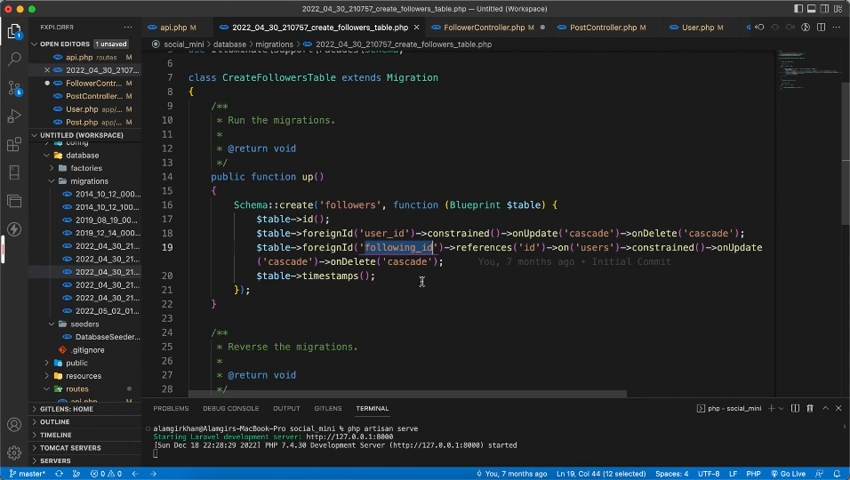 2022_04_30_210757_create_followers_table.php — Untitled (Workspace)
EXPLORER
api.php M
2022_04_30_210757_create_followers_table.php ×
FollowerController.php M
PostController.php M
User.php M
OPEN EDITORS 1 unsaved
api.php routes M
2022_04_30_2107...
FollowerContr... M
PostController... M
User.php app/... M
Post.php app/... M
UNTITLED (WORKSPACE)
config
database
factories
migrations
2014_10_12_000...
2014_10_12_000...
2019_08_19_000...
2019_12_14_000...
2022_04_30_21...
2022_04_30_21...
2022_04_30_21...
2022_04_30_21...
2022_04_30_21...
2022_05_02_01...
seeders
DatabaseSeeder...
.gitignore
public
resources
routes
api.php M
GITLENS: HOME
OUTLINE
TIMELINE
TOMCAT SERVERS
SERVERS
social_mini > database > migrations > 2022_04_30_210757_create_followers_table.php
6
7 class CreateFollowersTable extends Migration
8 {
9 /**
10 * Run the migrations.
11 *
12 * @return void
13 */
14 public function up()
15 {
16 Schema::create('followers', function (Blueprint $table) {
17 $table->id();
18 $table->foreignId('user_id')->constrained()->onUpdate('cascade')->onDelete('cascade');
19 $table->foreignId('following_id')->references('id')->on('users')->constrained()->onUpdate
('cascade')->onDelete('cascade'); You, 7 months ago • Initial Commit
20 $table->timestamps();
21 });
22 }
23
24 /**
25 * Reverse the migrations.
26 *
27 * @return void
28 */
PROBLEMS DEBUG CONSOLE OUTPUT GITLENS TERMINAL
php - social_mini
alamgirkhan@Alamgirs-MacBook-Pro social_mini % php artisan serve
Starting Laravel development server: http://127.0.0.1:8000
[Sun Dec 18 22:28:29 2022] PHP 7.4.30 Development Server (http://127.0.0.1:8000) started
master* 0 0 You, 7 months ago Ln 19, Col 44 (12 selected) Spaces: 4 UTF-8 LF PHP Go Live